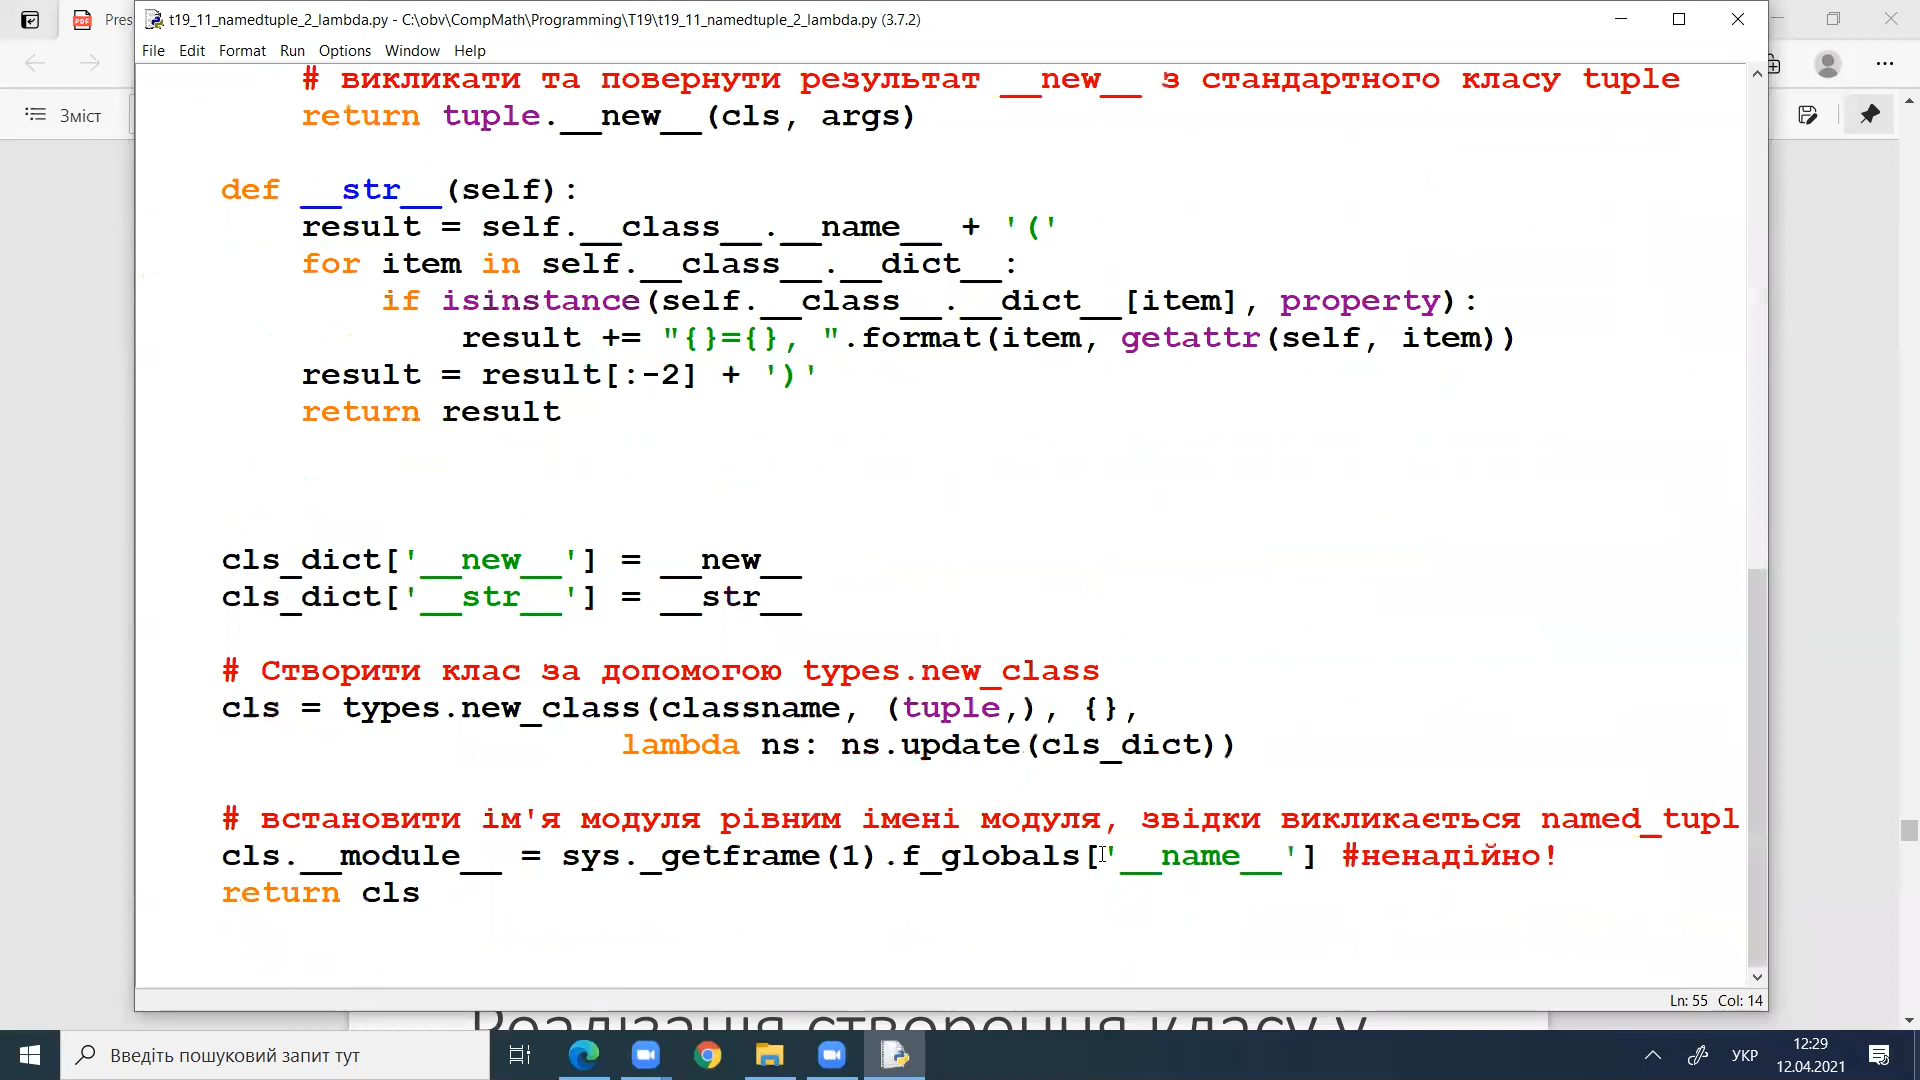 t19_11_namedtuple_2_lambda.py - C:\obv\CompMath\Programming\T19\t19_11_namedtuple_2_lambda.py (3.7.2)
File Edit Format Run Options Window Help
# викликати та повернути результат __new__ з стандартного класу tuple
return tuple.__new__(cls, args)
def __str__(self):
result = self.__class__.__name__ + '('
for item in self.__class__.__dict__:
if isinstance(self.__class__.__dict__[item], property):
result += "{}={}, ".format(item, getattr(self, item))
result = result[:-2] + ')'
return result
cls_dict['__new__'] = __new__
cls_dict['__str__'] = __str__
# Створити клас за допомогою types.new_class
cls = types.new_class(classname, (tuple,), {},
lambda ns: ns.update(cls_dict))
# встановити ім'я модуля рівним імені модуля, звідки викликається named_tupl
cls.__module__ = sys._getframe(1).f_globals['__name__'] #ненадійно!
return cls
Ln: 55 Col: 14
Pres
Зміст
Реалізація створення класу у
Введіть пошуковий запит тут
УКР
12:29
12.04.2021